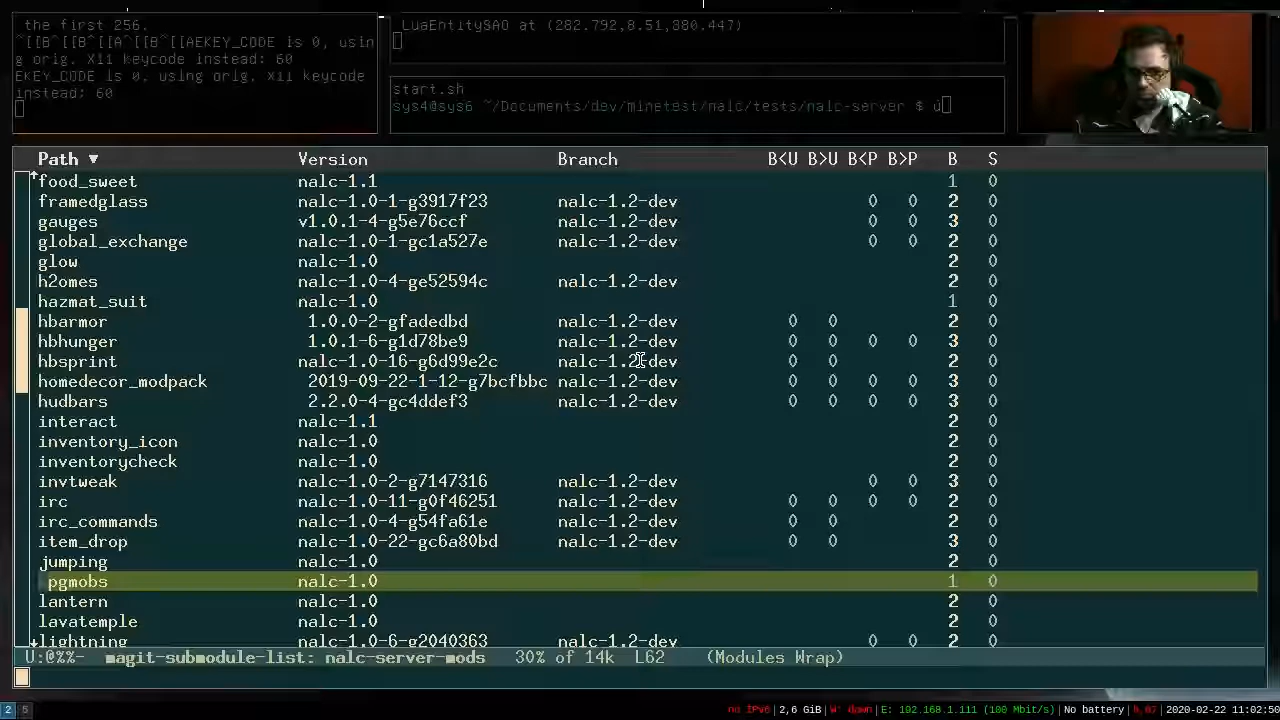 the first 256.
^[[B^[[B^[[A^[[B^[[AEKEY_CODE is 0, usin
g orig. X11 keycode instead: 60
EKEY_CODE is 0, using orig. X11 keycode
instead: 60
LuaEntitySAO at (282.792,8.51,380.447)
start.sh
sys4@sys6 ~/Documents/dev/minetest/nalc/tests/nalc-server $ u
Path ▼ Version Branch B<U B>U B<P B>P B S
food_sweet nalc-1.1 1 0
framedglass nalc-1.0-1-g3917f23 nalc-1.2-dev 0 0 2 0
gauges v1.0.1-4-g5e76ccf nalc-1.2-dev 0 0 3 0
global_exchange nalc-1.0-1-gc1a527e nalc-1.2-dev 0 0 2 0
glow nalc-1.0 2 0
h2omes nalc-1.0-4-ge52594c nalc-1.2-dev 2 0
hazmat_suit nalc-1.0 1 0
hbarmor 1.0.0-2-gfadedbd nalc-1.2-dev 0 0 2 0
hbhunger 1.0.1-6-g1d78be9 nalc-1.2-dev 0 0 0 0 3 0
hbsprint nalc-1.0-16-g6d99e2c nalc-1.2-dev 0 0 2 0
homedecor_modpack 2019-09-22-1-12-g7bcfbbc nalc-1.2-dev 0 0 0 0 3 0
hudbars 2.2.0-4-gc4ddef3 nalc-1.2-dev 0 0 0 0 3 0
interact nalc-1.1 2 0
inventory_icon nalc-1.0 2 0
inventorycheck nalc-1.0 2 0
invtweak nalc-1.0-2-g7147316 nalc-1.2-dev 0 0 3 0
irc nalc-1.0-11-g0f46251 nalc-1.2-dev 0 0 0 0 2 0
irc_commands nalc-1.0-4-g54fa61e nalc-1.2-dev 0 0 2 0
item_drop nalc-1.0-22-gc6a80bd nalc-1.2-dev 0 0 3 0
jumping nalc-1.0 2 0
pgmobs nalc-1.0 1 0
lantern nalc-1.0 2 0
lavatemple nalc-1.0 2 0
lightning nalc-1.0-6-g2040363 nalc-1.2-dev 0 0 2 0
U:@%%- magit-submodule-list: nalc-server-mods 30% of 14k L62 (Modules Wrap)
2 5 no IPv6|2,6 GiB|W: down|E: 192.168.1.111 (100 Mbit/s)|No battery|0,07|2020-02-22 11:02:50